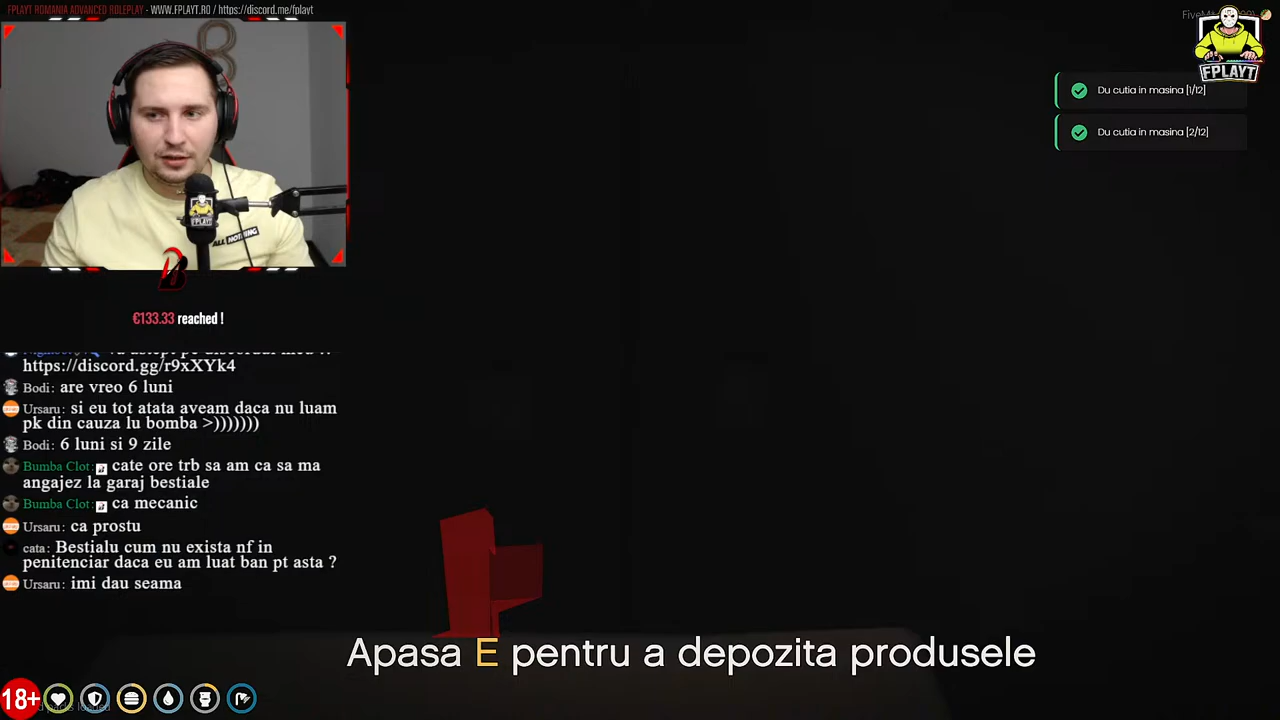 FPLAYT ROMANIA ADVANCED ROLEPLAY - WWW.FPLAYT.RO / https://discord.me/fplayt
FPLAYT
Du cutia in masina [1/12]
Du cutia in masina [2/12]
FPLAYT
ALL NOTHING
€133.33 reached !
https://discord.gg/r9xXYk4
Bodi: are vreo 6 luni
Ursaru: si eu tot atata aveam daca nu luam
pk din cauza lu bomba >)))))))
Bodi: 6 luni si 9 zile
Bumba Clot: cate ore trb sa am ca sa ma
angajez la garaj bestiale
Bumba Clot: ca mecanic
Ursaru: ca prostu
cata: Bestialu cum nu exista nf in
penitenciar daca eu am luat ban pt asta ?
Ursaru: imi dau seama
Apasa E pentru a depozita produsele
18+